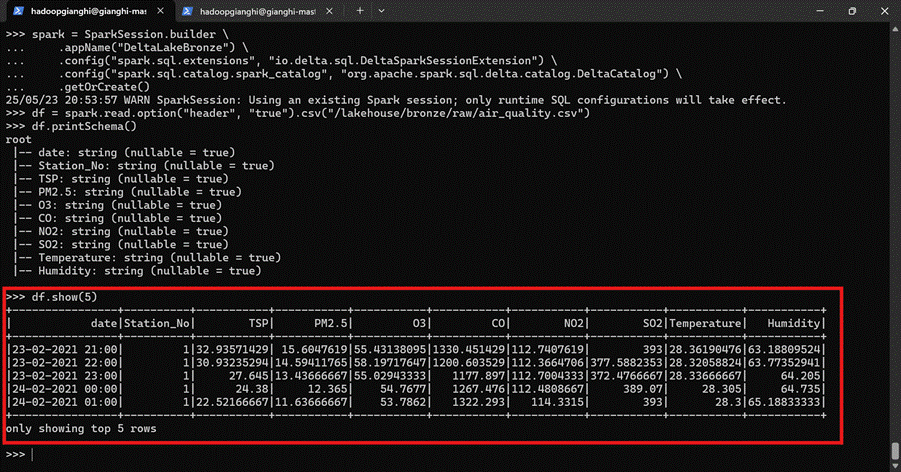 hadoopgianghi@gianghi-mast
hadoopgianghi@gianghi-mast
>>> spark = SparkSession.builder \
...     .appName("DeltaLakeBronze") \
...     .config("spark.sql.extensions", "io.delta.sql.DeltaSparkSessionExtension") \
...     .config("spark.sql.catalog.spark_catalog", "org.apache.spark.sql.delta.catalog.DeltaCatalog") \
...     .getOrCreate()
25/05/23 20:53:57 WARN SparkSession: Using an existing Spark session; only runtime SQL configurations will take effect.
>>> df = spark.read.option("header", "true").csv("/lakehouse/bronze/raw/air_quality.csv")
>>> df.printSchema()
root
 |-- date: string (nullable = true)
 |-- Station_No: string (nullable = true)
 |-- TSP: string (nullable = true)
 |-- PM2.5: string (nullable = true)
 |-- O3: string (nullable = true)
 |-- CO: string (nullable = true)
 |-- NO2: string (nullable = true)
 |-- SO2: string (nullable = true)
 |-- Temperature: string (nullable = true)
 |-- Humidity: string (nullable = true)
>>> df.show(5)
+----------------+----------+-----------+-----------+-----------+-----------+-----------+-----------+-----------+-----------+
|            date|Station_No|        TSP|      PM2.5|         O3|         CO|        NO2|        SO2|Temperature|   Humidity|
+----------------+----------+-----------+-----------+-----------+-----------+-----------+-----------+-----------+-----------+
|23-02-2021 21:00|         1|32.93571429| 15.6047619|55.43138095|1330.451429|112.7407619|        393|28.36190476|63.18809524|
|23-02-2021 22:00|         1|30.93235294|14.59411765|58.19717647|1200.603529|112.3664706|377.5882353|28.32058824|63.77352941|
|23-02-2021 23:00|         1|     27.645|13.43666667|55.02943333|   1177.897|112.7004333|372.4766667|28.33666667|     64.205|
|24-02-2021 00:00|         1|      24.38|     12.365|    54.7677|   1267.476|112.4808667|     389.07|     28.305|     64.735|
|24-02-2021 01:00|         1|22.52166667|11.63666667|    53.7862|   1322.293|   114.3315|        393|       28.3|65.18833333|
+----------------+----------+-----------+-----------+-----------+-----------+-----------+-----------+-----------+-----------+
only showing top 5 rows
>>>